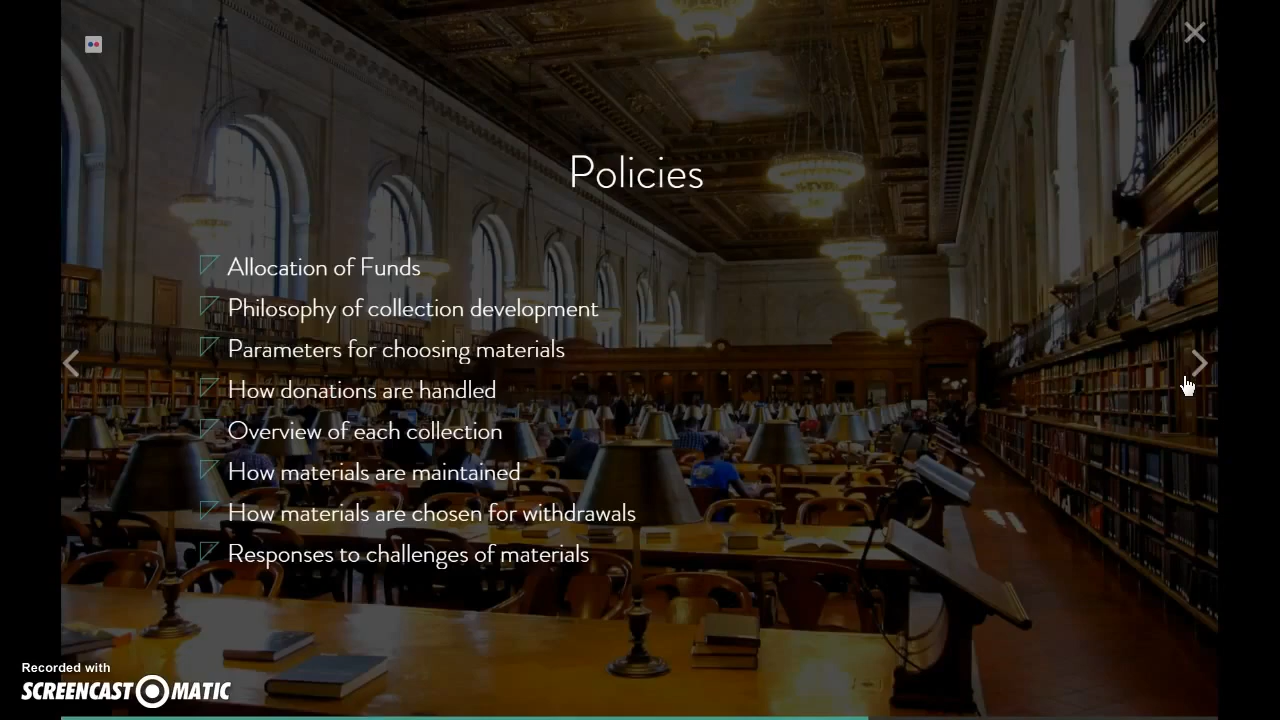 Policies
Allocation of Funds
Philosophy of collection development
Parameters for choosing materials
How donations are handled
Overview of each collection
How materials are maintained
How materials are chosen for withdrawals
Responses to challenges of materials
Recorded with
SCREENCAST MATIC